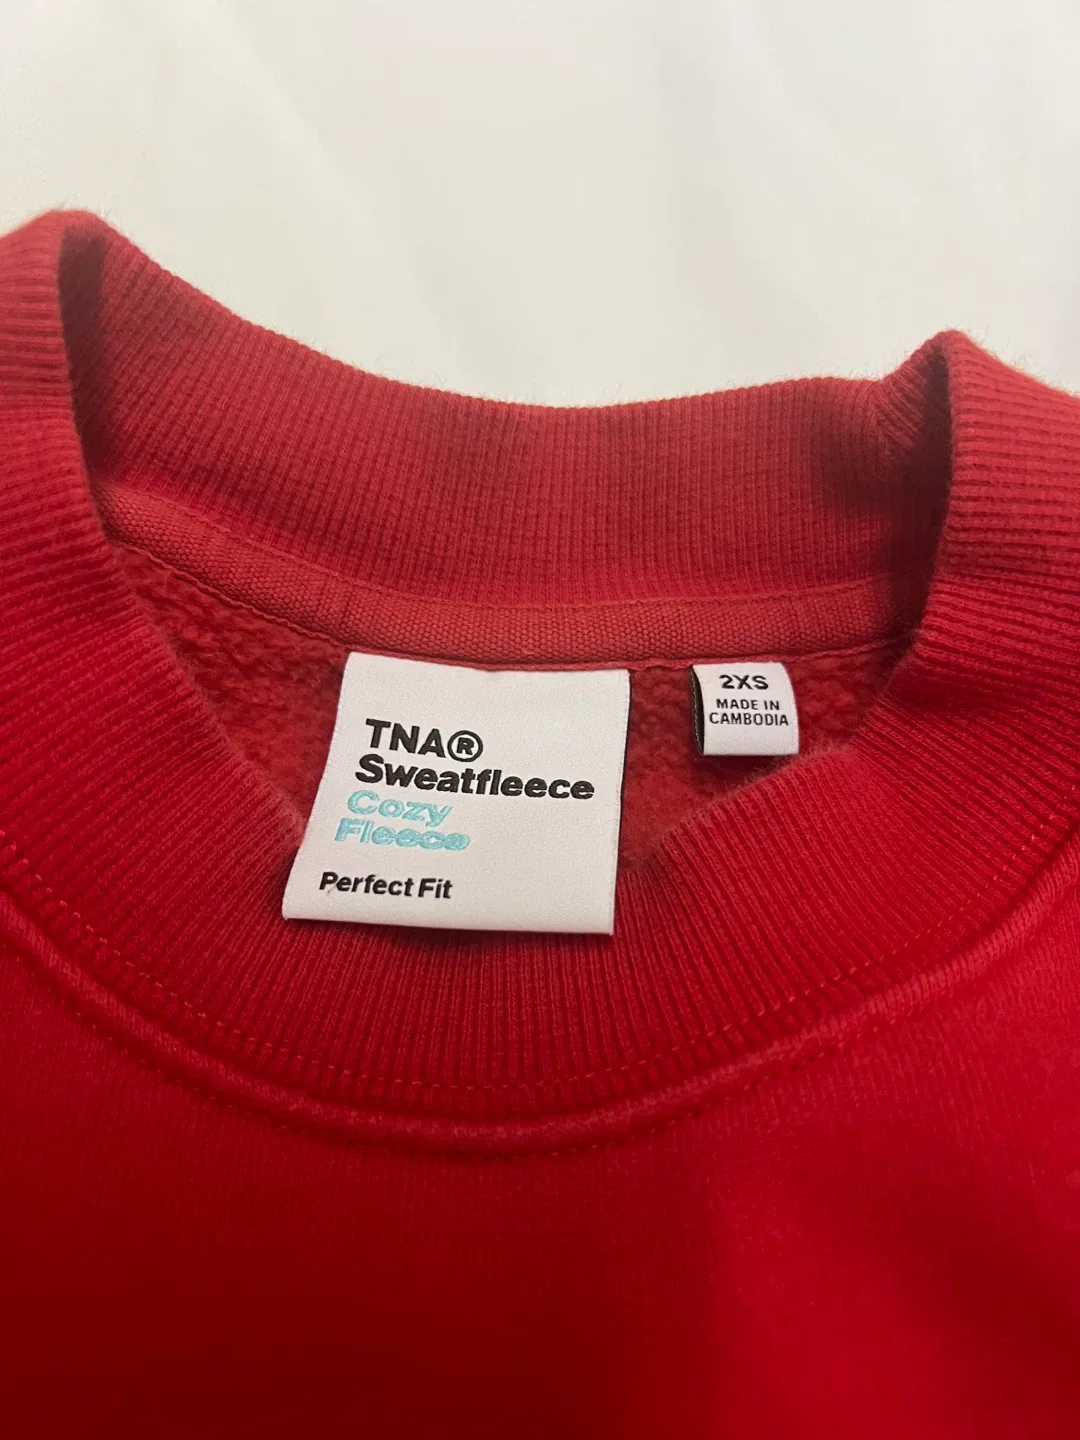 TNA®
Sweatfleece
Cozy
Fleece
Perfect Fit
2XS
MADE IN
CAMBODIA